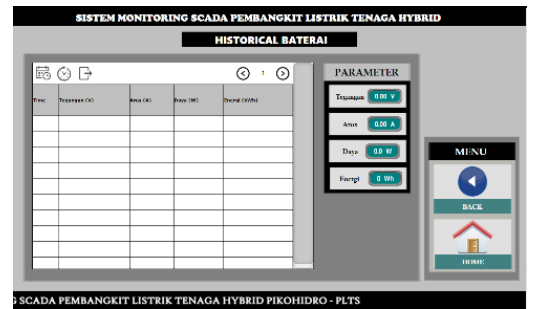 SISTEM MONITORING SCADA PEMBANGKIT LISTRIK TENAGA HYBRID
HISTORICAL BATERAI
1
Time Tegangan (V) Arus (A) Daya (W) Energi (kWh)
PARAMETER
Tegangan 0.00 V
Arus 0.00 A
Daya 0.0 W
Energi 0 Wh
MENU
BACK
HOME
SCADA PEMBANGKIT LISTRIK TENAGA HYBRID PIKOHIDRO - PLTS